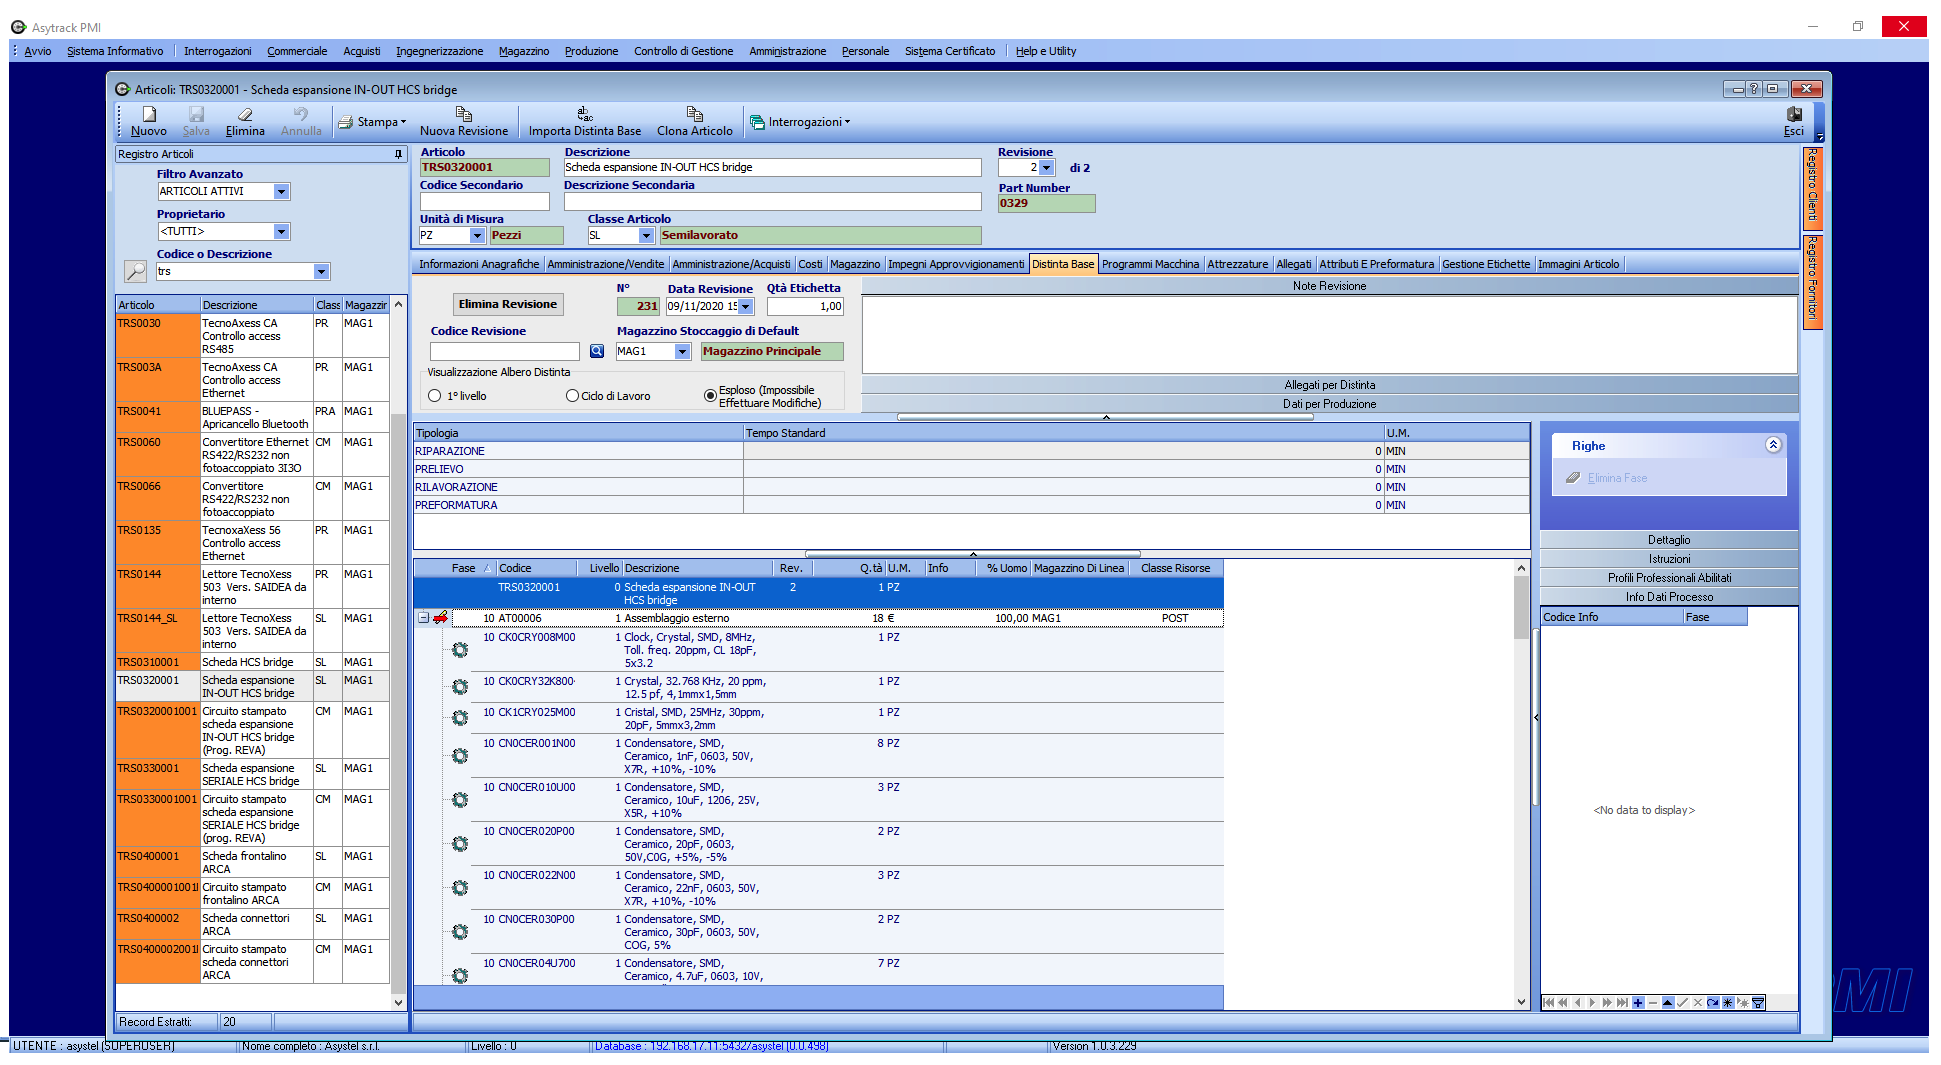 Asytrack PMI
Avvio Sistema Informativo Interrogazioni Commerciale Acquisti Ingegnerizzazione Magazzino Produzione Controllo di Gestione Amministrazione Personale Sistema Certificato Help e Utility
Articoli: TRS0320001 - Scheda espansione IN-OUT HCS bridge
Nuovo Salva Elimina Annulla Stampa Nuova Revisione Importa Distinta Base Clona Articolo Interrogazioni Esci
Registro Articoli
Filtro Avanzato
ARTICOLI ATTIVI
Proprietario
<TUTTI>
Codice o Descrizione
trs
Articolo Descrizione Class Magazzir
TRS0030 TecnoAxess CA Controllo access RS485 PR MAG1
TRS003A TecnoAxess CA Controllo access Ethernet PR MAG1
TRS0041 BLUEPASS - Apricancello Bluetooth PRA MAG1
TRS0060 Convertitore Ethernet RS422/RS232 non fotoaccoppiato 3I3O CM MAG1
TRS0066 Convertitore RS422/RS232 non fotoaccoppiato CM MAG1
TRS0135 TecnoxaXess 56 Controllo access Ethernet PR MAG1
TRS0144 Lettore TecnoXess 503 Vers. SAIDEA da interno PR MAG1
TRS0144_SL Lettore TecnoXess 503 Vers. SAIDEA da interno SL MAG1
TRS0310001 Scheda HCS bridge SL MAG1
TRS0320001 Scheda espansione IN-OUT HCS bridge SL MAG1
TRS0320001001 Circuito stampato scheda espansione IN-OUT HCS bridge (Prog. REVA) CM MAG1
TRS0330001 Scheda espansione SERIALE HCS bridge SL MAG1
TRS0330001001 Circuito stampato scheda espansione SERIALE HCS bridge (prog. REVA) CM MAG1
TRS0400001 Scheda frontalino ARCA SL MAG1
TRS0400001001 Circuito stampato frontalino ARCA CM MAG1
TRS0400002 Scheda connettori ARCA SL MAG1
TRS0400002001 Circuito stampato scheda connettori ARCA CM MAG1
Record Estratti: 20
Articolo Descrizione Revisione
TRS0320001 Scheda espansione IN-OUT HCS bridge 2 di 2
Codice Secondario Descrizione Secondaria Part Number
0329
Unità di Misura Classe Articolo
PZ Pezzi SL Semilavorato
Informazioni Anagrafiche Amministrazione/Vendite Amministrazione/Acquisti Costi Magazzino Impegni Approvvigionamenti Distinta Base Programmi Macchina Attrezzature Allegati Attributi E Preformatura Gestione Etichette Immagini Articolo
Elimina Revisione
N° Data Revisione Qtà Etichetta
231 09/11/2020 15 1,00
Codice Revisione Magazzino Stoccaggio di Default
MAG1 Magazzino Principale
Visualizzazione Albero Distinta
1° livello Ciclo di Lavoro Esploso (Impossibile Effettuare Modifiche)
Note Revisione
Allegati per Distinta
Dati per Produzione
Tipologia Tempo Standard U.M.
RIPARAZIONE 0 MIN
PRELIEVO 0 MIN
RILAVORAZIONE 0 MIN
PREFORMATURA 0 MIN
Fase Codice Livello Descrizione Rev. Q.tà U.M. Info % Uomo Magazzino Di Linea Classe Risorse
TRS0320001 0 Scheda espansione IN-OUT HCS bridge 2 1 PZ
10 AT00006 1 Assemblaggio esterno 18 € 100,00 MAG1 POST
10 CK0CRY008M00 1 Clock, Crystal, SMD, 8MHz, Toll. freq. 20ppm, CL 18pF, 5x3.2 1 PZ
10 CK0CRY32K800 1 Crystal, 32.768 KHz, 20 ppm, 12.5 pf, 4,1mmx1,5mm 1 PZ
10 CK1CRY025M00 1 Cristal, SMD, 25MHz, 30ppm, 20pF, 5mmx3,2mm 1 PZ
10 CN0CER001N00 1 Condensatore, SMD, Ceramico, 1nF, 0603, 50V, X7R, +10%, -10% 8 PZ
10 CN0CER010U00 1 Condensatore, SMD, Ceramico, 10uF, 1206, 25V, X5R, +10% 3 PZ
10 CN0CER020P00 1 Condensatore, SMD, Ceramico, 20pF, 0603, 50V,C0G, +5%, -5% 2 PZ
10 CN0CER022N00 1 Condensatore, SMD, Ceramico, 22nF, 0603, 50V, X7R, +10%, -10% 3 PZ
10 CN0CER030P00 1 Condensatore, SMD, Ceramico, 30pF, 0603, 50V, COG, 5% 2 PZ
10 CN0CER04U700 1 Condensatore, SMD, Ceramico, 4.7uF, 0603, 10V, 7 PZ
Righe
Elimina Fase
Dettaglio
Istruzioni
Profili Professionali Abilitati
Info Dati Processo
Codice Info Fase
<No data to display>
Registro Clienti
Registro Fornitori
PMI
UTENTE : asystel (SUPERUSER) Nome completo : Asystel s.r.l. Livello : 0 Database : 192.168.17.11:5432/asystel (0.0.498) Version 1.0.3.229